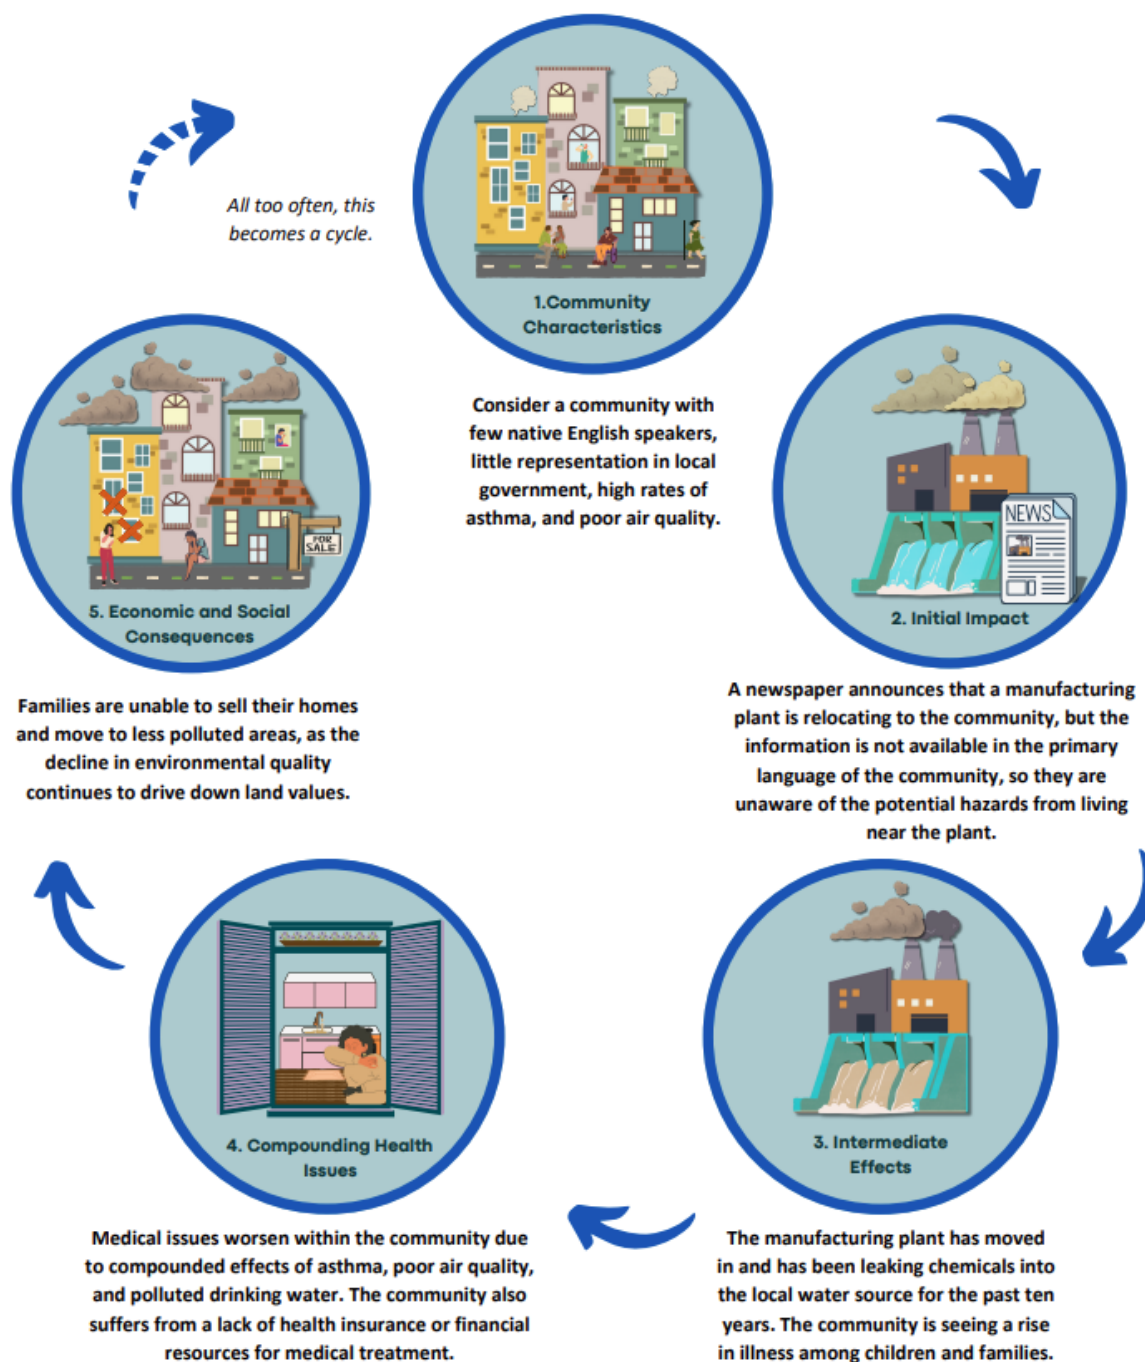 All too often, this
becomes a cycle.
1.Community
Characteristics
Consider a community with
few native English speakers,
little representation in local
government, high rates of
asthma, and poor air quality.
NEWS
2. Initial Impact
A newspaper announces that a manufacturing
plant is relocating to the community, but the
information is not available in the primary
language of the community, so they are
unaware of the potential hazards from living
near the plant.
3. Intermediate
Effects
The manufacturing plant has moved
in and has been leaking chemicals into
the local water source for the past ten
years. The community is seeing a rise
in illness among children and families.
4. Compounding Health
Issues
Medical issues worsen within the community due
to compounded effects of asthma, poor air quality,
and polluted drinking water. The community also
suffers from a lack of health insurance or financial
resources for medical treatment.
FOR
SALE
5. Economic and Social
Consequences
Families are unable to sell their homes
and move to less polluted areas, as the
decline in environmental quality
continues to drive down land values.